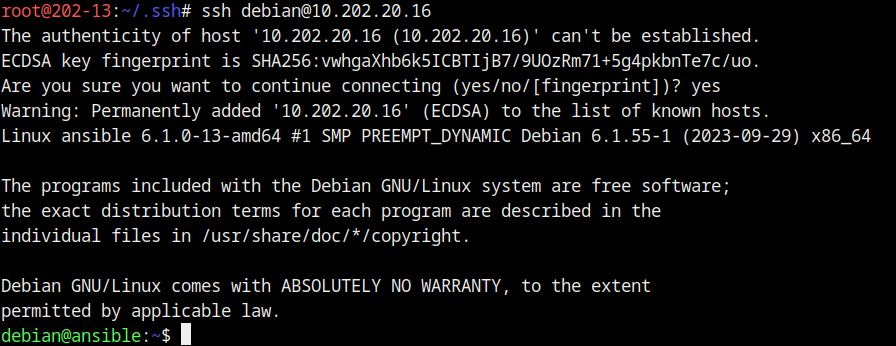 root@202-13:~/.ssh# ssh debian@10.202.20.16
The authenticity of host '10.202.20.16 (10.202.20.16)' can't be established.
ECDSA key fingerprint is SHA256:vwhgaXhb6k5ICBTIjB7/9UOzRm71+5g4pkbnTe7c/uo.
Are you sure you want to continue connecting (yes/no/[fingerprint])? yes
Warning: Permanently added '10.202.20.16' (ECDSA) to the list of known hosts.
Linux ansible 6.1.0-13-amd64 #1 SMP PREEMPT_DYNAMIC Debian 6.1.55-1 (2023-09-29) x86_64
The programs included with the Debian GNU/Linux system are free software;
the exact distribution terms for each program are described in the
individual files in /usr/share/doc/*/copyright.
Debian GNU/Linux comes with ABSOLUTELY NO WARRANTY, to the extent
permitted by applicable law.
debian@ansible:~$